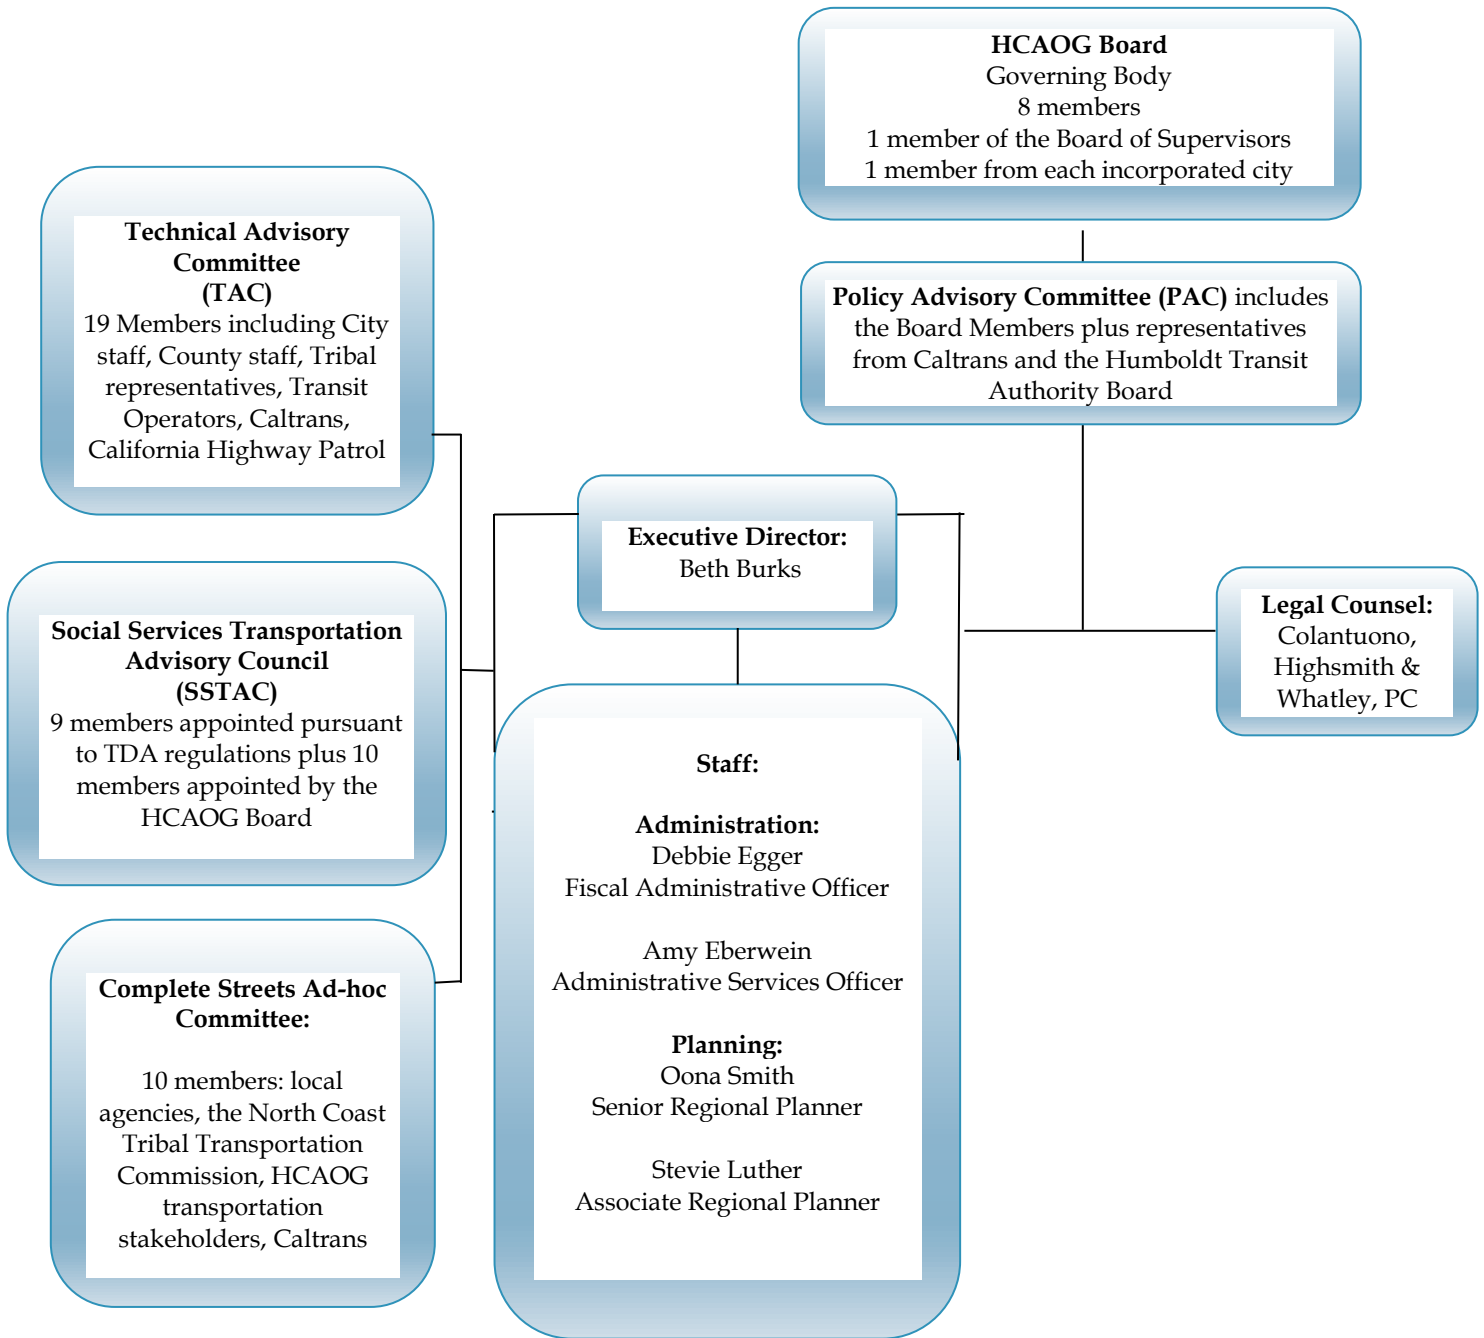 HCAOG Board
Governing Body
8 members
1 member of the Board of Supervisors
1 member from each incorporated city
Policy Advisory Committee (PAC) includes
the Board Members plus representatives
from Caltrans and the Humboldt Transit
Authority Board
Technical Advisory
Committee
(TAC)
19 Members including City
staff, County staff, Tribal
representatives, Transit
Operators, Caltrans,
California Highway Patrol
Executive Director:
Beth Burks
Legal Counsel:
Colantuono,
Highsmith &
Whatley, PC
Social Services Transportation
Advisory Council
(SSTAC)
9 members appointed pursuant
to TDA regulations plus 10
members appointed by the
HCAOG Board
Staff:
Administration:
Debbie Egger
Fiscal Administrative Officer
Amy Eberwein
Administrative Services Officer
Planning:
Oona Smith
Senior Regional Planner
Stevie Luther
Associate Regional Planner
Complete Streets Ad-hoc
Committee:
10 members: local
agencies, the North Coast
Tribal Transportation
Commission, HCAOG
transportation
stakeholders, Caltrans